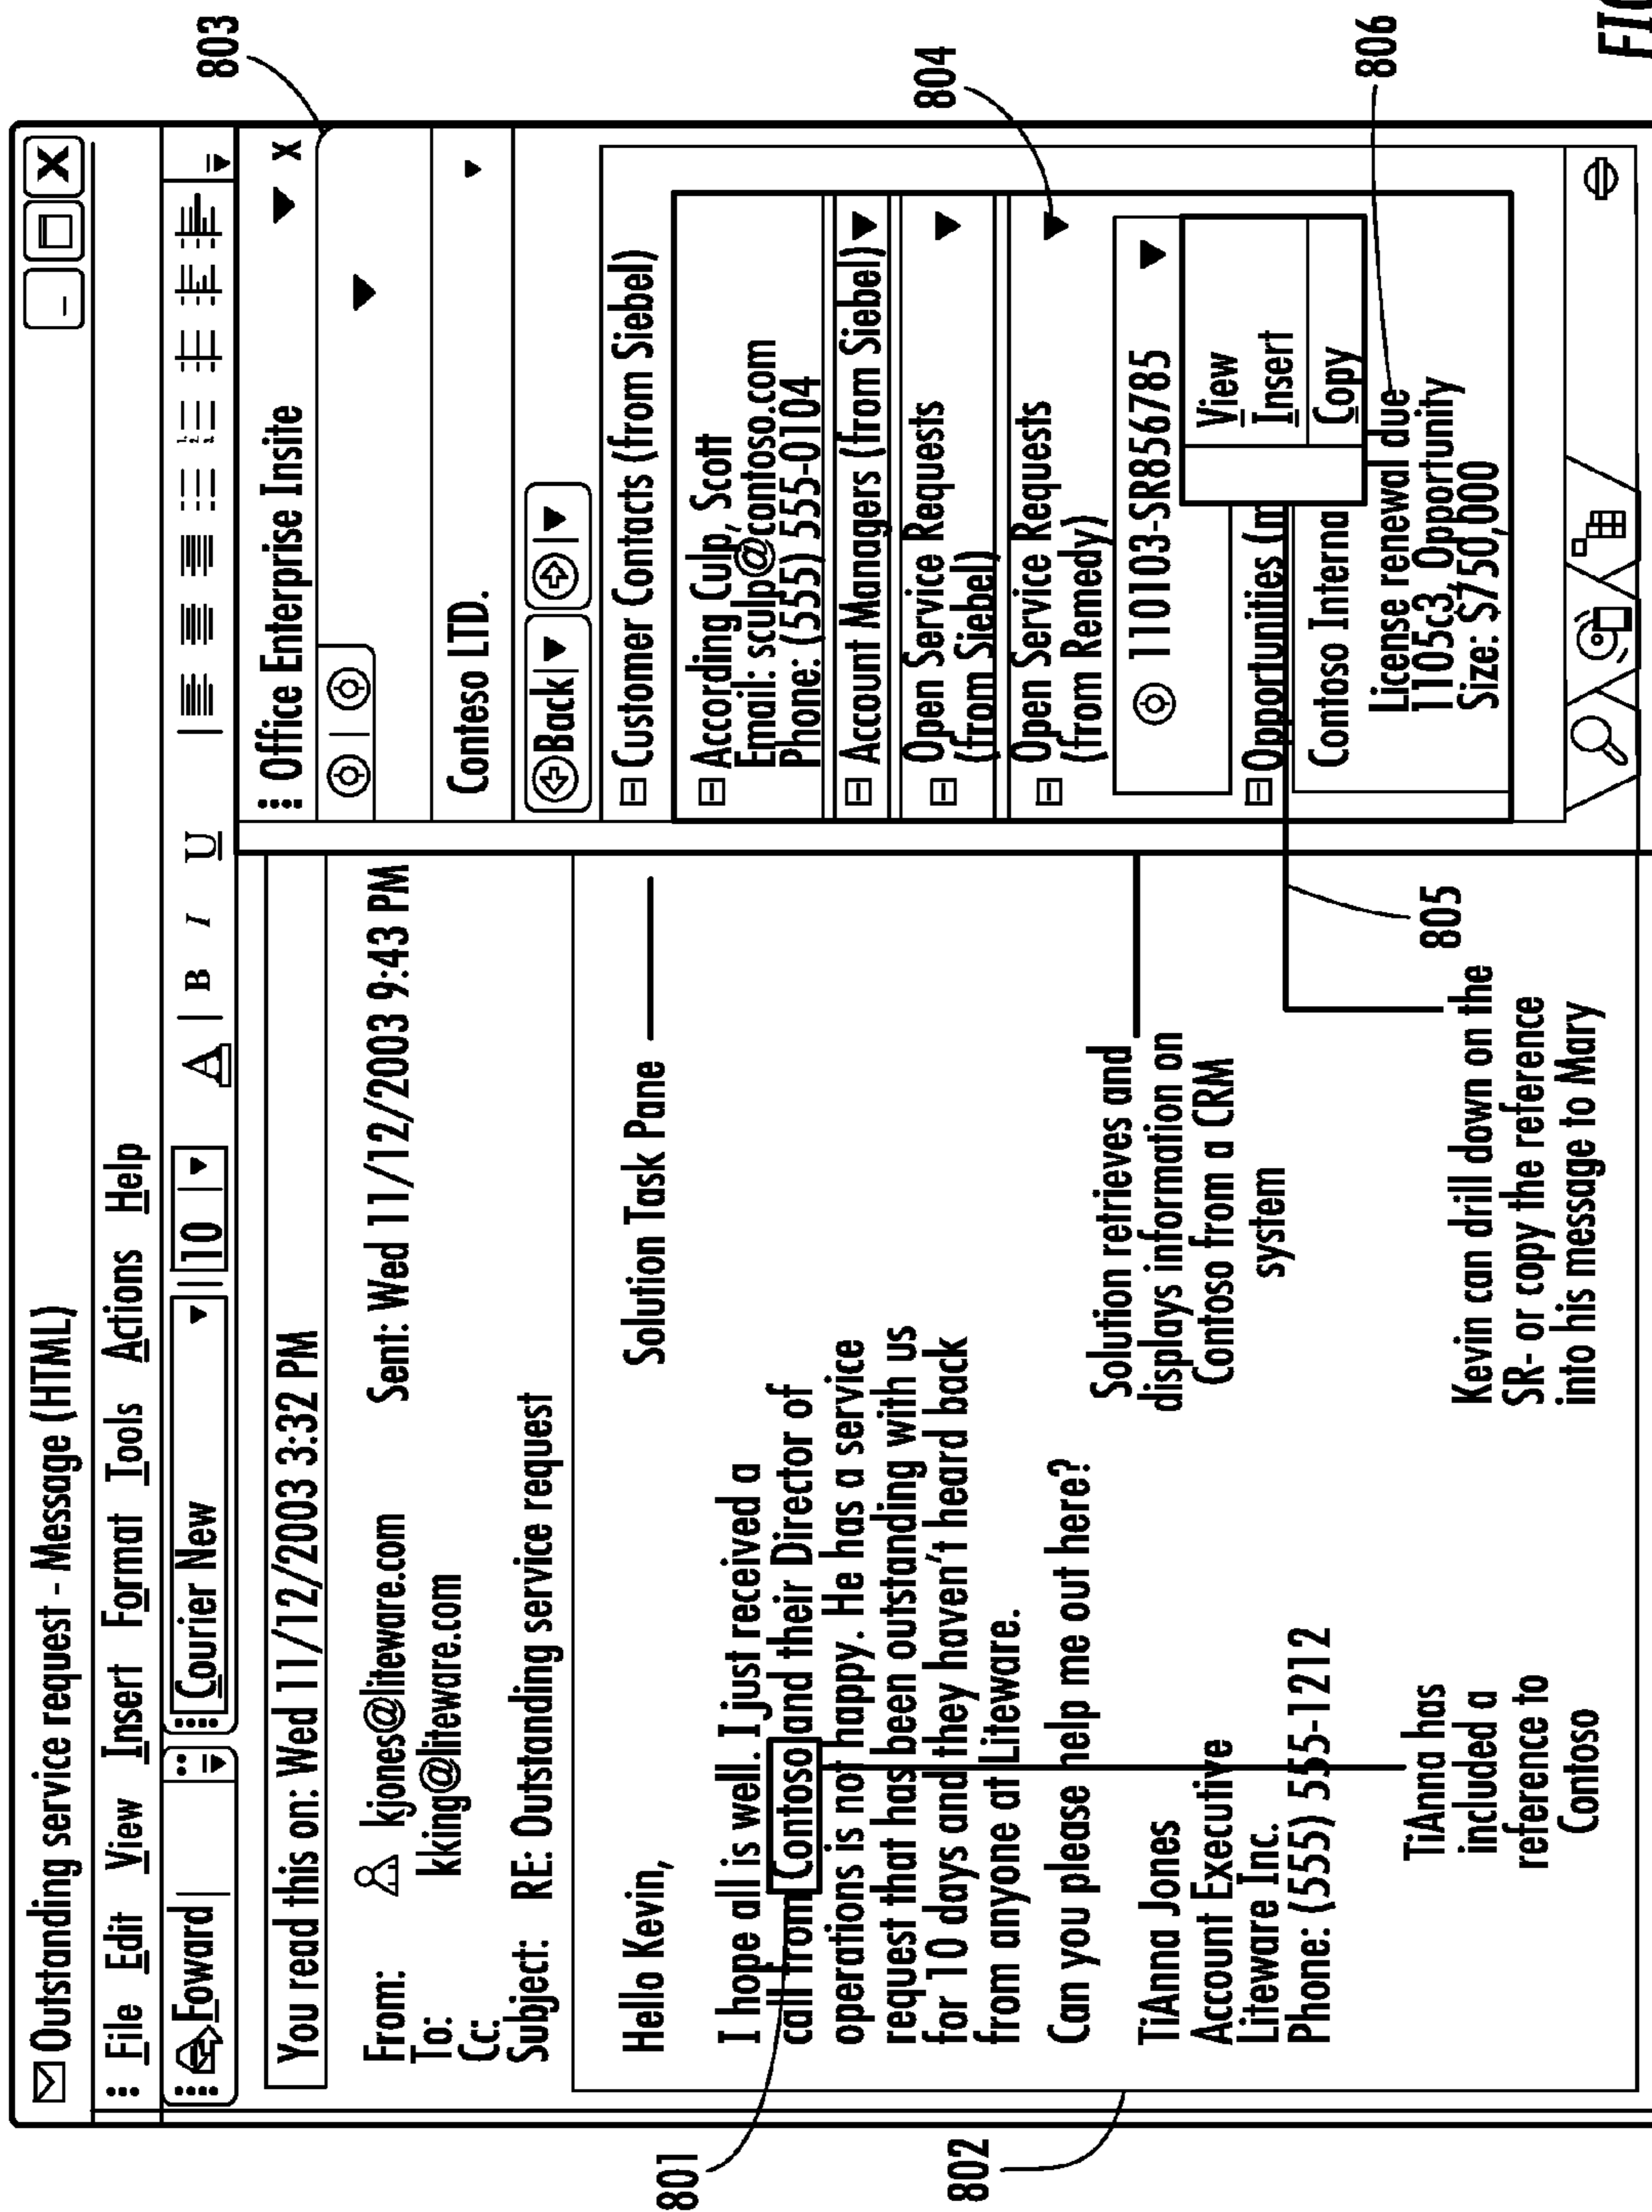 Outstanding service request - Message (HTML)
_ X
File Edit View Insert Format Tools Actions Help
Foward
Courier New
10
A B I U
You read this on: Wed 11/12/2003 3:32 PM
From: kjones@liteware.com Sent: Wed 11/12/2003 9:43 PM
To: kking@liteware.com
Cc:
Subject: RE: Outstanding service request
Hello Kevin,
I hope all is well. I just received a
call from Contoso and their Director of
operations is not happy. He has a service
request that has been outstanding with us
for 10 days and they haven't heard back
from anyone at Liteware.
Can you please help me out here?
TiAnna Jones
Account Executive
Liteware Inc.
Phone: (555) 555-1212
TiAnna has
included a
reference to
Contoso
Solution Task Pane
Solution retrieves and
displays information on
Contoso from a CRM
system
Kevin can drill down on the
SR- or copy the reference
into his message to Mary
Office Enterprise Insite
X
Conteso LTD.
Back
Customer Contacts (from Siebel)
According Culp, Scott
Email: sculp@contoso.com
Phone: (555) 555-0104
Account Managers (from Siebel)
Open Service Requests
(from Siebel)
Open Service Requests
(from Remedy)
110103-SR856785
View
Insert
Copy
Opportunities (m
Contoso Interna
License renewal due
1105c3 Opportunity
Size: $750,000
801
802
803
804
805
806
FIG